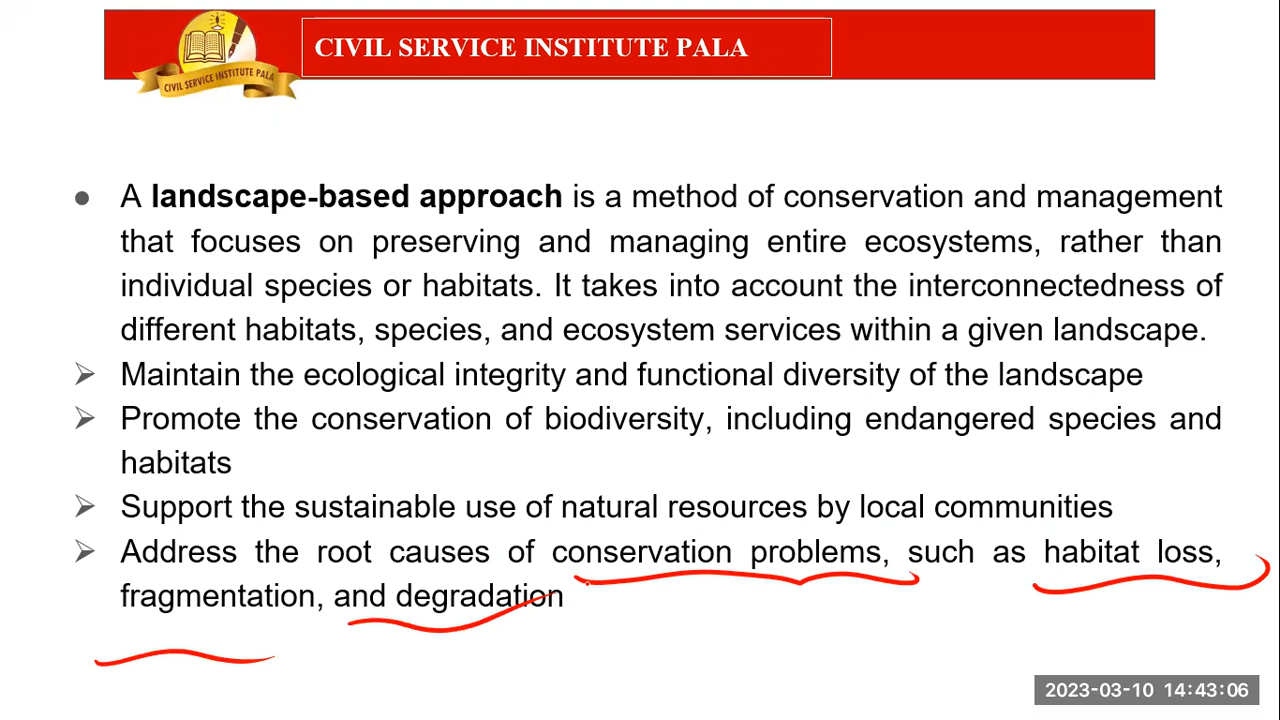 CIVIL SERVICE INSTITUTE PALA
CIVIL SERVICE INSTITUTE PALA
● A landscape-based approach is a method of conservation and management
that focuses on preserving and managing entire ecosystems, rather than
individual species or habitats. It takes into account the interconnectedness of
different habitats, species, and ecosystem services within a given landscape.
➢ Maintain the ecological integrity and functional diversity of the landscape
➢ Promote the conservation of biodiversity, including endangered species and
habitats
➢ Support the sustainable use of natural resources by local communities
➢ Address the root causes of conservation problems, such as habitat loss,
fragmentation, and degradation
2023-03-10 14:43:06